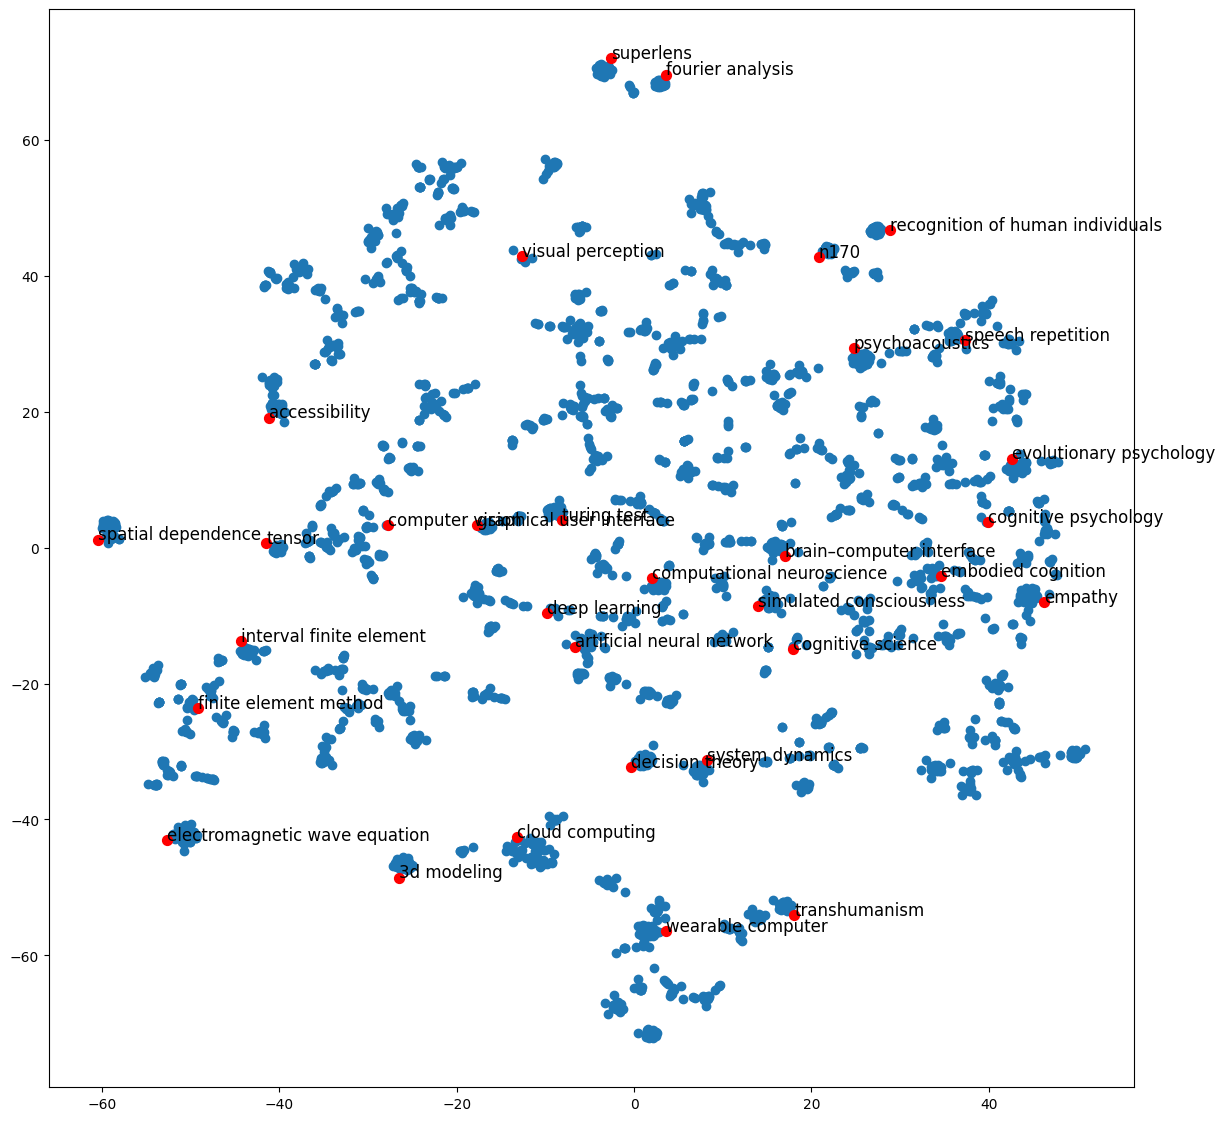 superlens
fourier analysis
60
recognition of human individuals
n170
visual perception
40
speech repetition
psychoacoustics
accessibility
20
evolutionary psychology
turing test
computer vision
graphical user interface
cognitive psychology
spatial dependence
tensor
0
brain–computer interface
computational neuroscience
embodied cognition
empathy
simulated consciousness
deep learning
interval finite element
artificial neural network
cognitive science
−20
finite element method
system dynamics
decision theory
−40
electromagnetic wave equation
cloud computing
3d modeling
transhumanism
wearable computer
−60
−60 −40 −20 0 20 40